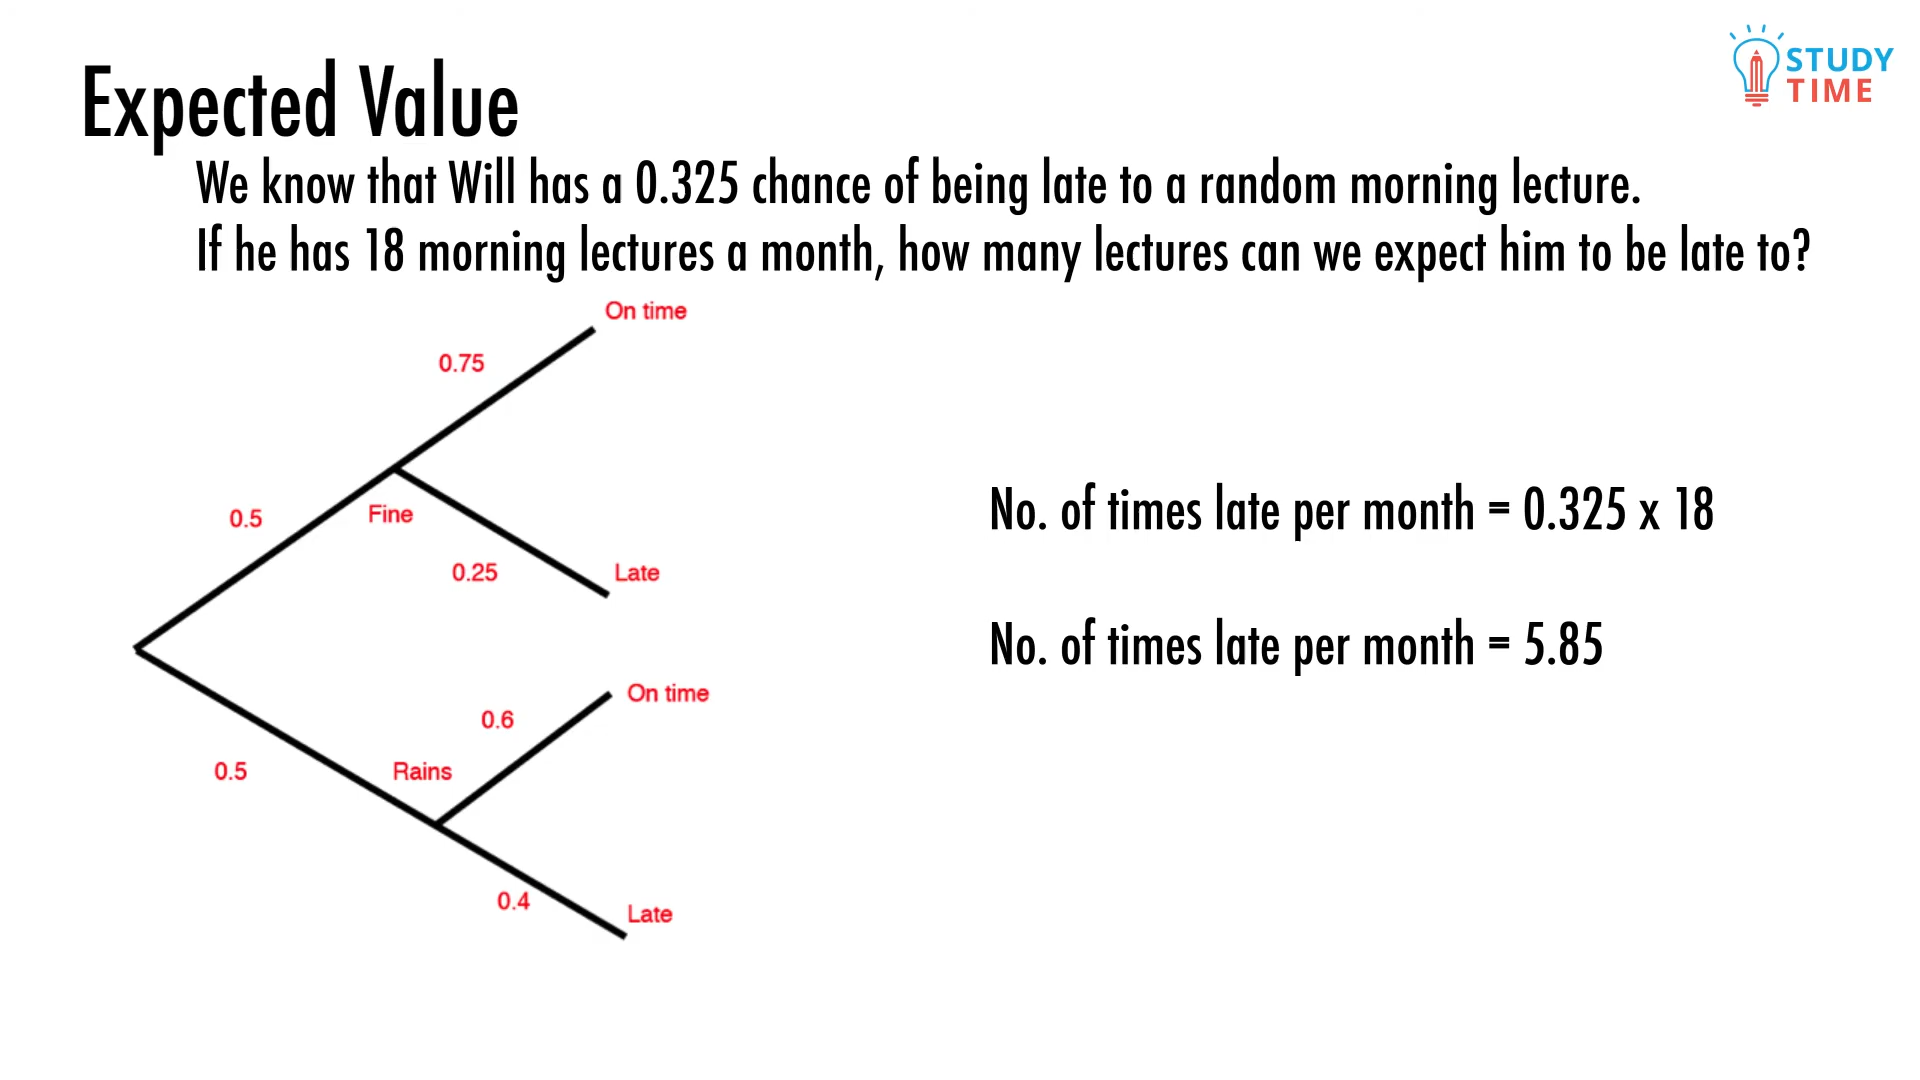 STUDY
TIME
Expected Value
We know that Will has a 0.325 chance of being late to a random morning lecture.
If he has 18 morning lectures a month, how many lectures can we expect him to be late to?
On time
0.75
0.5
Fine
0.25
Late
No. of times late per month = 0.325 x 18
No. of times late per month = 5.85
On time
0.6
0.5
Rains
0.4
Late